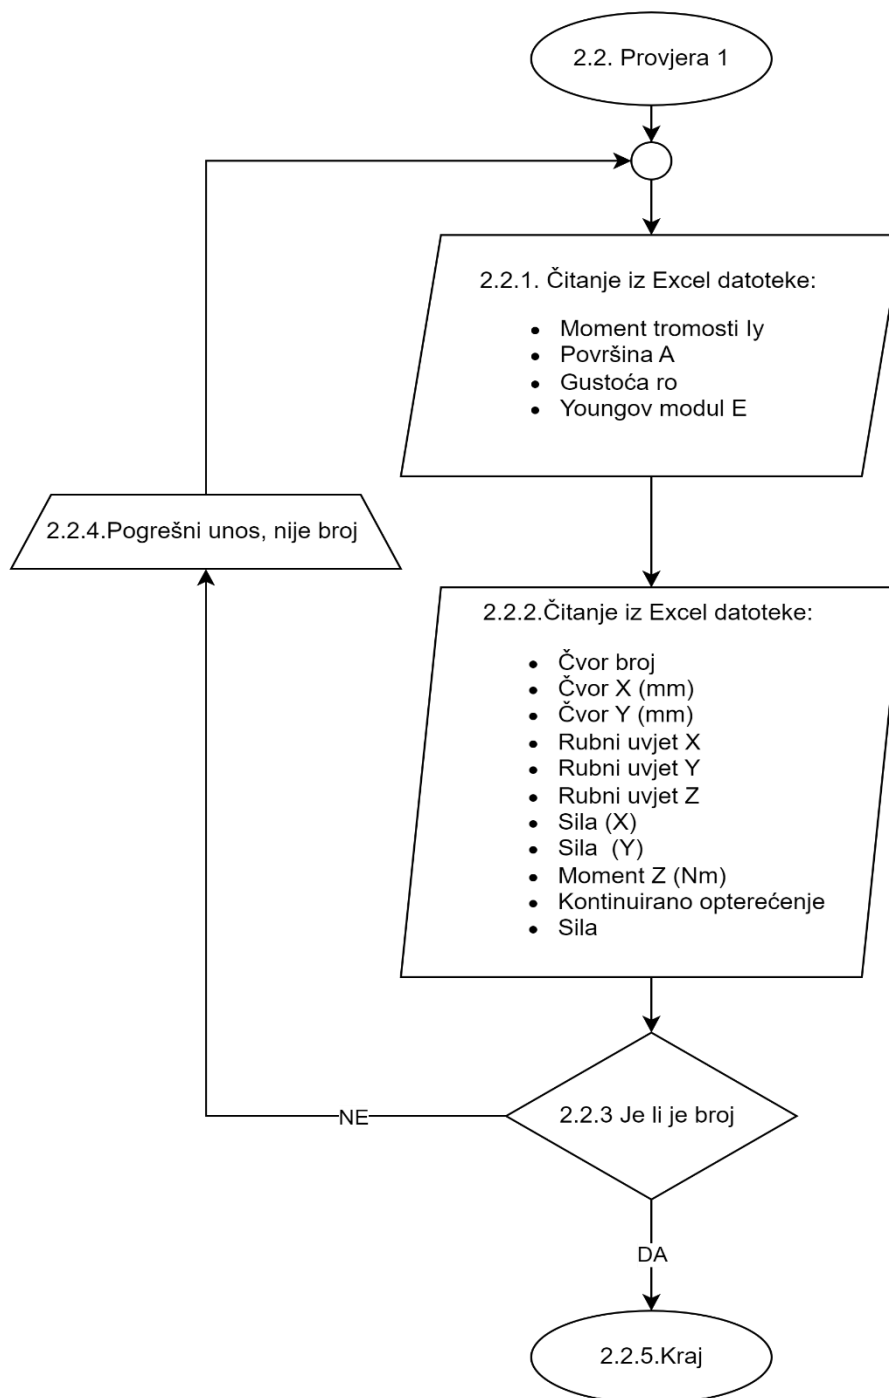 2.2. Provjera 1
2.2.1. Čitanje iz Excel datoteke:
• Moment tromosti Iy
• Površina A
• Gustoća ro
• Youngov modul E
2.2.4.Pogrešni unos, nije broj
2.2.2.Čitanje iz Excel datoteke:
• Čvor broj
• Čvor X (mm)
• Čvor Y (mm)
• Rubni uvjet X
• Rubni uvjet Y
• Rubni uvjet Z
• Sila (X)
• Sila  (Y)
• Moment Z (Nm)
• Kontinuirano opterećenje
• Sila
2.2.3 Je li je broj
NE
DA
2.2.5.Kraj